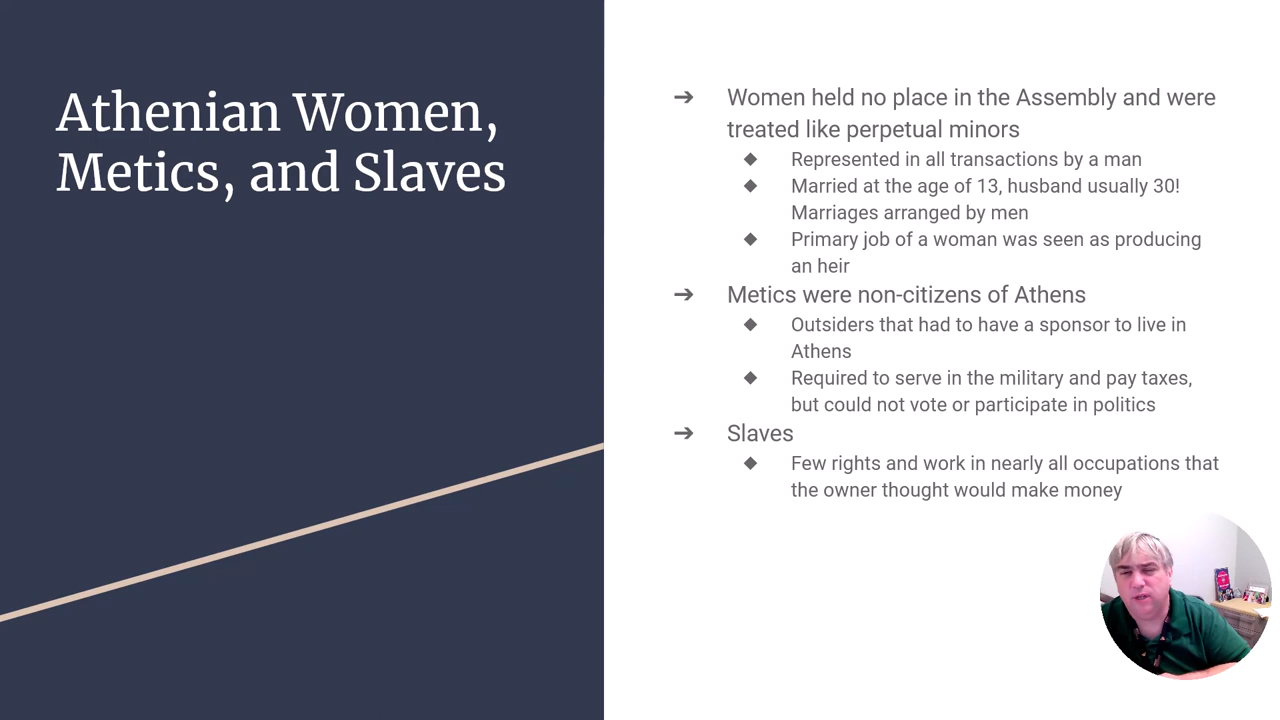 Athenian Women,
Metics, and Slaves
➔ Women held no place in the Assembly and were
treated like perpetual minors
◆ Represented in all transactions by a man
◆ Married at the age of 13, husband usually 30!
Marriages arranged by men
◆ Primary job of a woman was seen as producing
an heir
➔ Metics were non-citizens of Athens
◆ Outsiders that had to have a sponsor to live in
Athens
◆ Required to serve in the military and pay taxes,
but could not vote or participate in politics
➔ Slaves
◆ Few rights and work in nearly all occupations that
the owner thought would make money